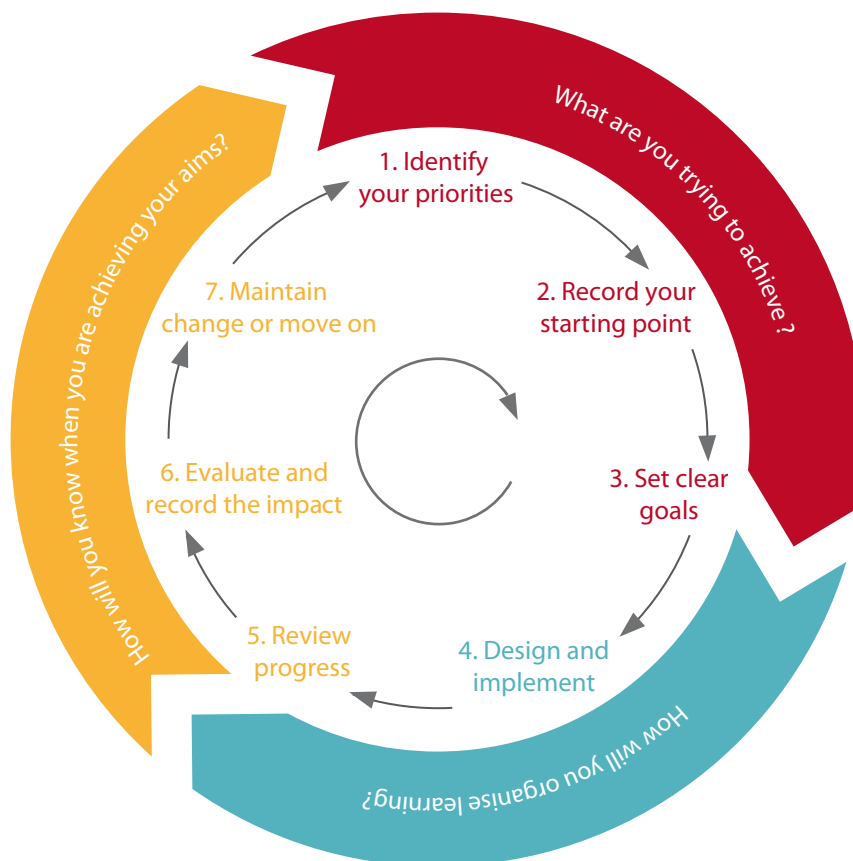 What are you trying to achieve ?
1. Identify
your priorities
2. Record your
starting point
3. Set clear
goals
How will you organise learning?
4. Design and
implement
5. Review
progress
6. Evaluate and
record the impact
7. Maintain
change or move on
How will you know when you are achieving your aims?